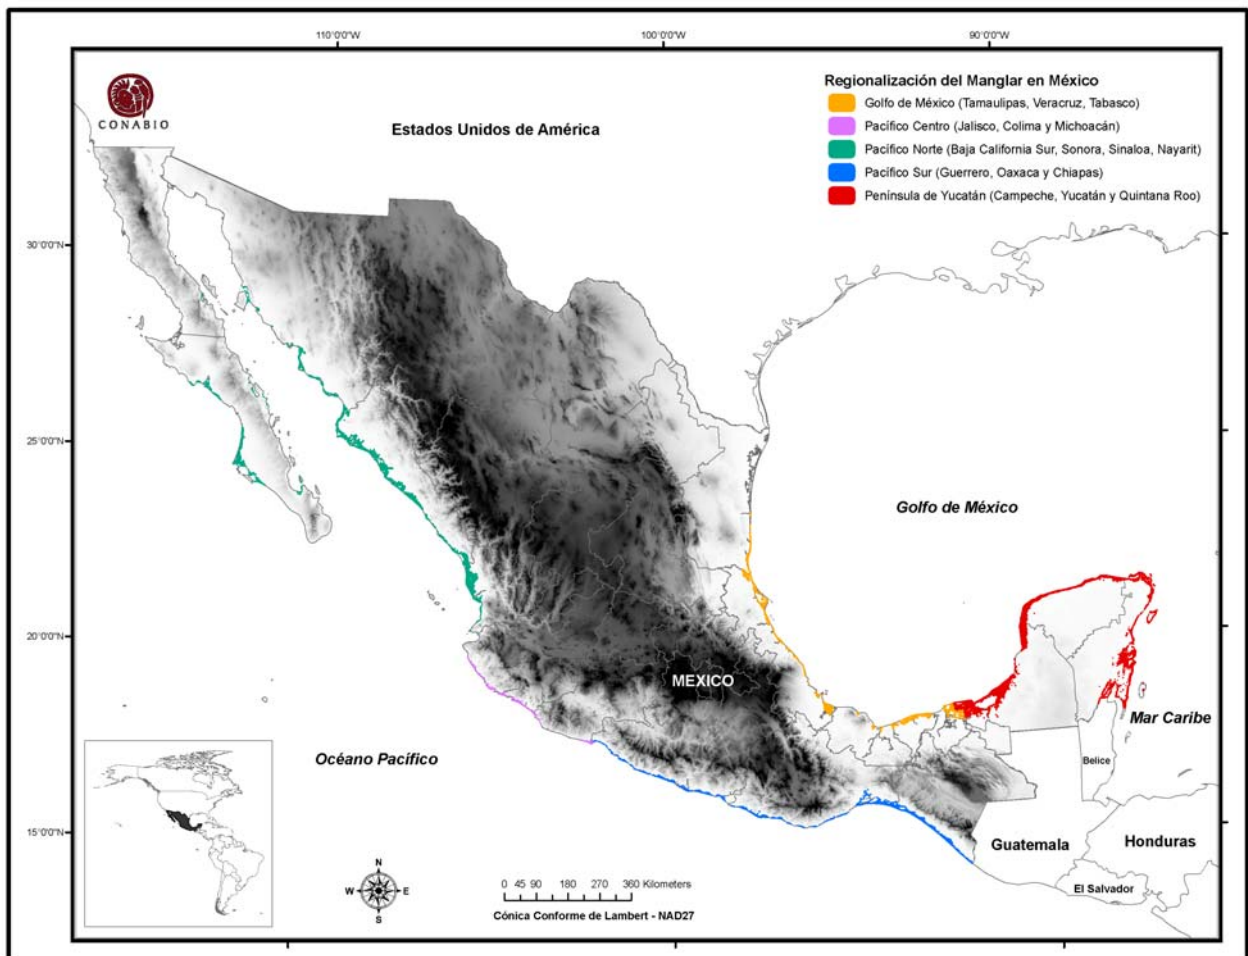 110°0'0"W 100°0'0"W 90°0'0"W
CONABIO
Estados Unidos de América
Regionalización del Manglar en México
Golfo de México (Tamaulipas, Veracruz, Tabasco)
Pacífico Centro (Jalisco, Colima y Michoacán)
Pacífico Norte (Baja California Sur, Sonora, Sinaloa, Nayarit)
Pacífico Sur (Guerrero, Oaxaca y Chiapas)
Península de Yucatán (Campeche, Yucatán y Quintana Roo)
30°0'0"N
25°0'0"N
Golfo de México
20°0'0"N
MEXICO
Mar Caribe
Océano Pacífico
Belice
15°0'0"N
Guatemala
Honduras
El Salvador
N
W E
S
0 45 90 180 270 360 Kilometers
Cónica Conforme de Lambert - NAD27